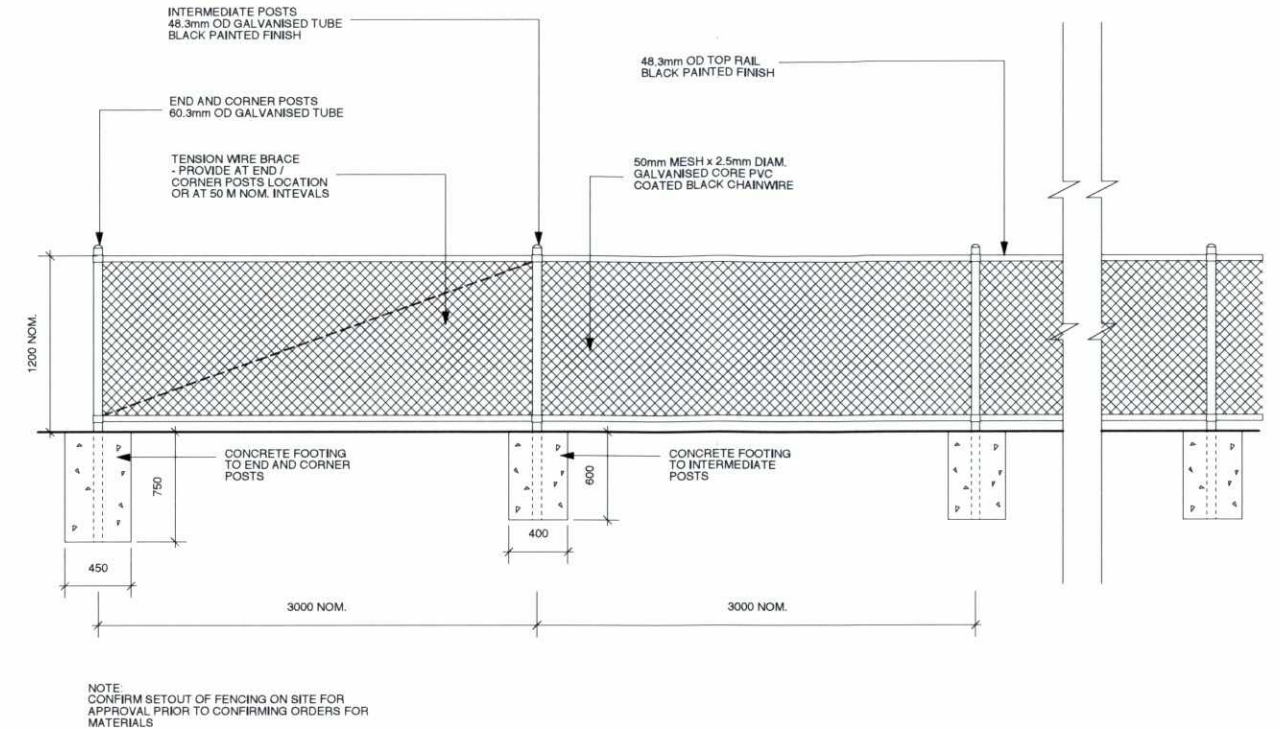 INTERMEDIATE POSTS
48.3mm OD GALVANISED TUBE
BLACK PAINTED FINISH
48.3mm OD TOP RAIL
BLACK PAINTED FINISH
END AND CORNER POSTS
60.3mm OD GALVANISED TUBE
TENSION WIRE BRACE
- PROVIDE AT END /
CORNER POSTS LOCATION
OR AT 50 M NOM. INTEVALS
50mm MESH x 2.5mm DIAM.
GALVANISED CORE PVC
COATED BLACK CHAINWIRE
1200 NOM.
CONCRETE FOOTING
TO END AND CORNER
POSTS
750
CONCRETE FOOTING
TO INTERMEDIATE
POSTS
600
400
450
3000 NOM.
3000 NOM.
NOTE:
CONFIRM SETOUT OF FENCING ON SITE FOR
APPROVAL PRIOR TO CONFIRMING ORDERS FOR
MATERIALS